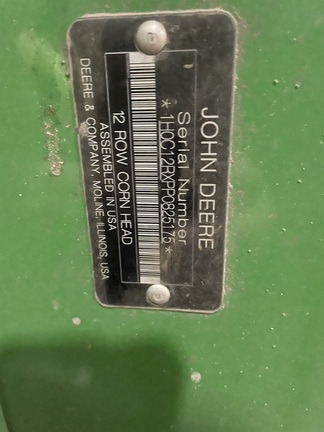 JOHN DEERE
Serial Number
*1H0C12RXPP0825175*
12 ROW CORN HEAD
ASSEMBLED IN USA
DEERE & COMPANY, MOLINE, ILLINOIS, USA